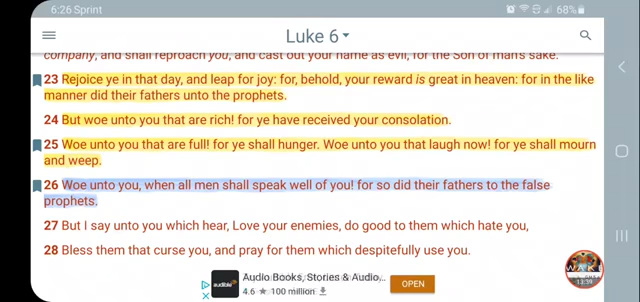 6:26 Sprint
68%
Luke 6
company, and shall reproach you, and cast out your name as evil, for the Son of man's sake.
23 Rejoice ye in that day, and leap for joy: for, behold, your reward is great in heaven: for in the like
manner did their fathers unto the prophets.
24 But woe unto you that are rich! for ye have received your consolation.
25 Woe unto you that are full! for ye shall hunger. Woe unto you that laugh now! for ye shall mourn
and weep.
26 Woe unto you, when all men shall speak well of you! for so did their fathers to the false
prophets.
27 But I say unto you which hear, Love your enemies, do good to them which hate you,
28 Bless them that curse you, and pray for them which despitefully use you.
audible
Audio Books, Stories & Audio...
4.6 ★ 100 million
OPEN
WAKE
13:39